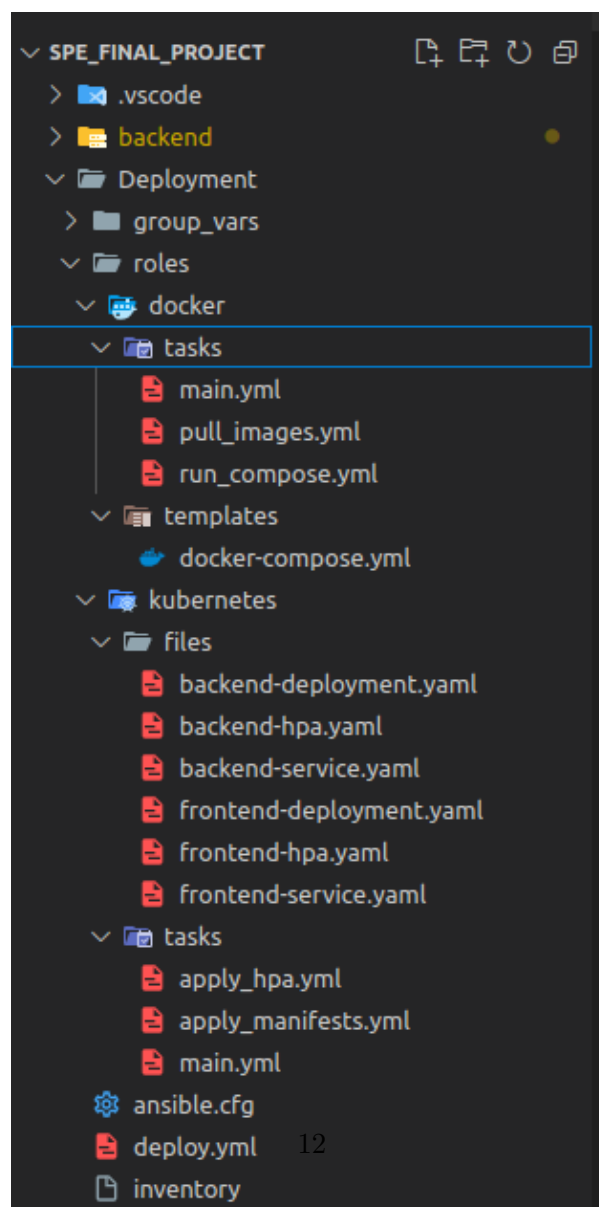 SPE_FINAL_PROJECT
.vscode
backend
Deployment
group_vars
roles
docker
tasks
main.yml
pull_images.yml
run_compose.yml
templates
docker-compose.yml
kubernetes
files
backend-deployment.yaml
backend-hpa.yaml
backend-service.yaml
frontend-deployment.yaml
frontend-hpa.yaml
frontend-service.yaml
tasks
apply_hpa.yml
apply_manifests.yml
main.yml
ansible.cfg
deploy.yml 12
inventory